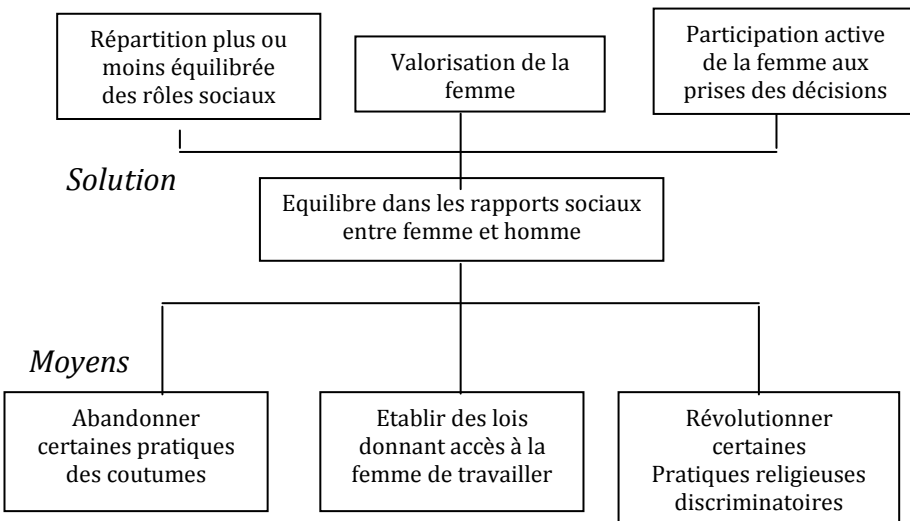 Répartition plus ou
moins équilibrée
des rôles sociaux
Valorisation de la
femme
Participation active
de la femme aux
prises des décisions
Solution
Equilibre dans les rapports sociaux
entre femme et homme
Moyens
Abandonner
certaines pratiques
des coutumes
Etablir des lois
donnant accès à la
femme de travailler
Révolutionner
certaines
Pratiques religieuses
discriminatoires